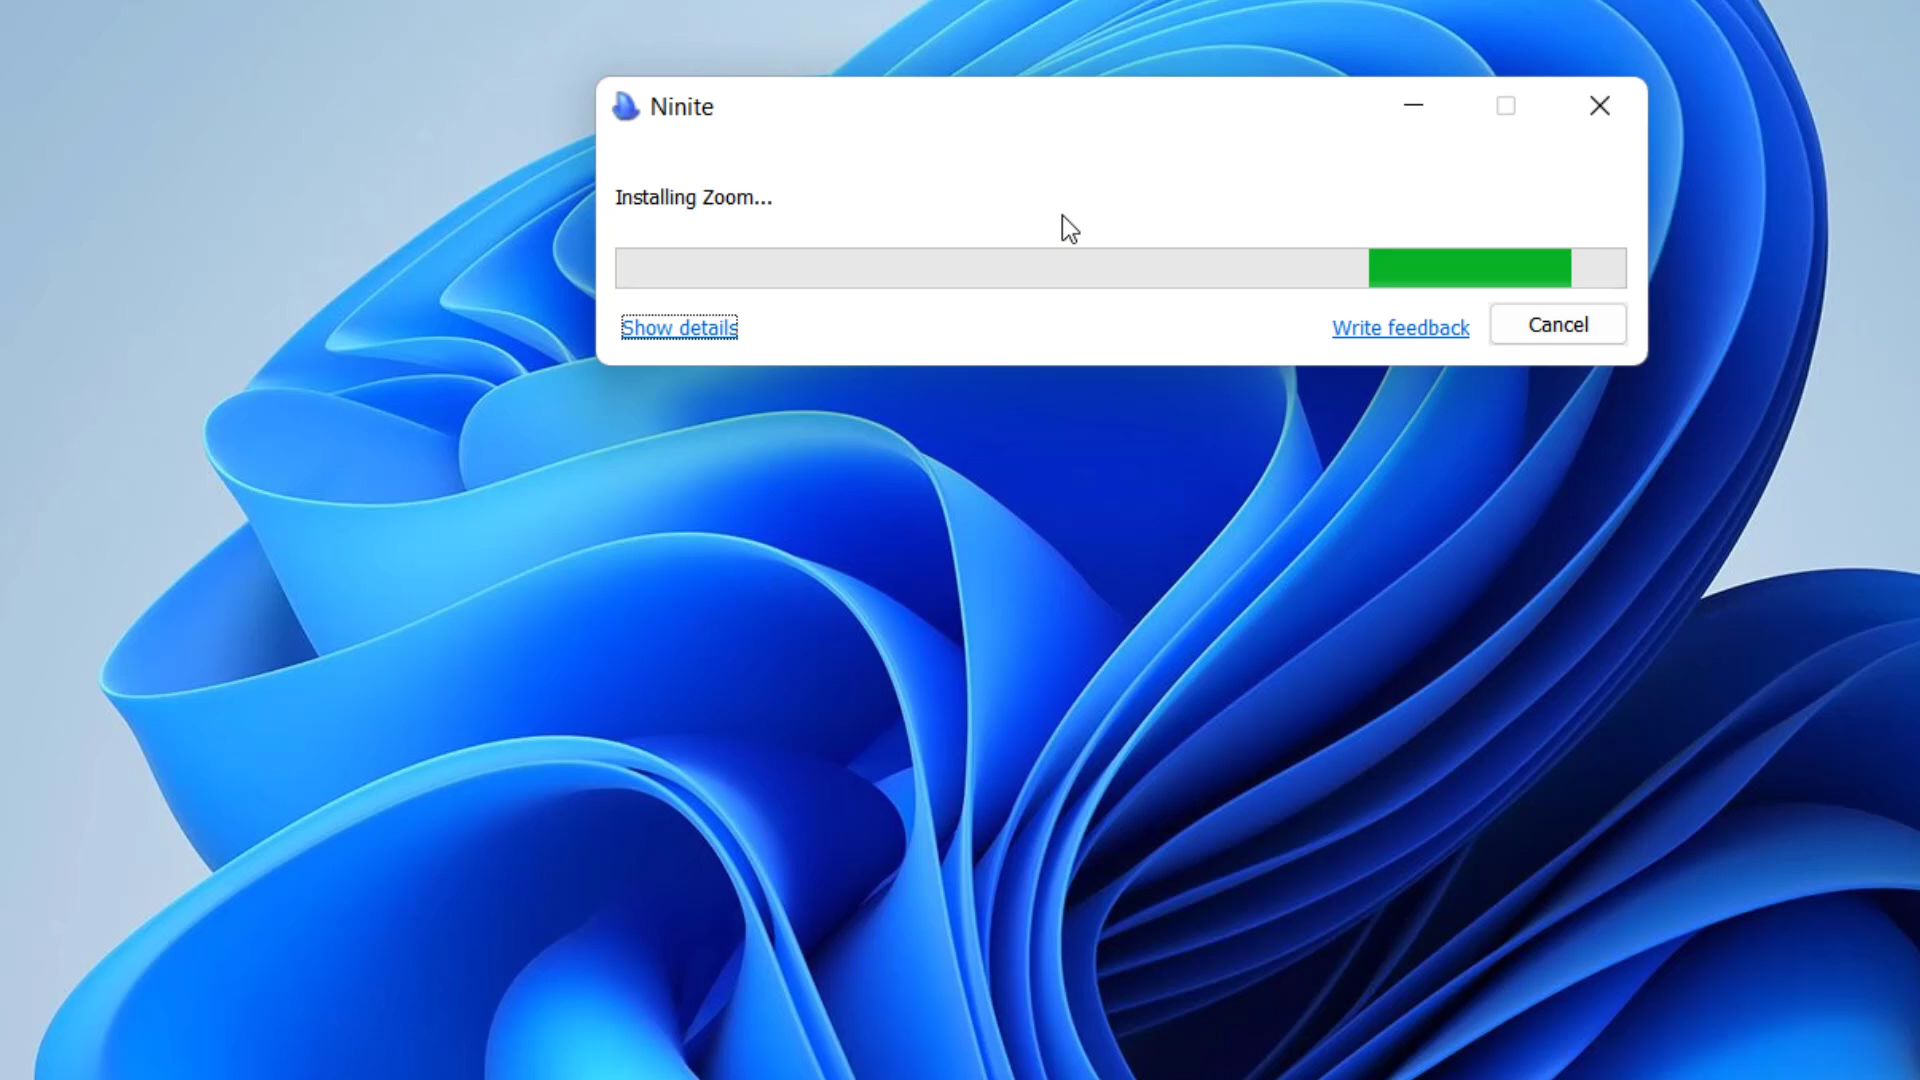 Ninite
Installing Zoom...
Show details
Write feedback
Cancel